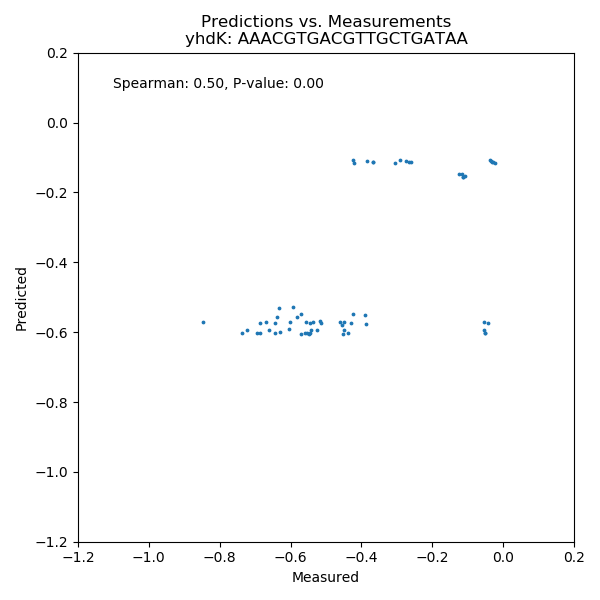 Predictions vs. Measurements
yhdK: AAACGTGACGTTGCTGATAA
Spearman: 0.50, P-value: 0.00
0.2
0.0
−0.2
−0.4
−0.6
−0.8
−1.0
−1.2
Predicted
−1.2 −1.0 −0.8 −0.6 −0.4 −0.2 0.0 0.2
Measured